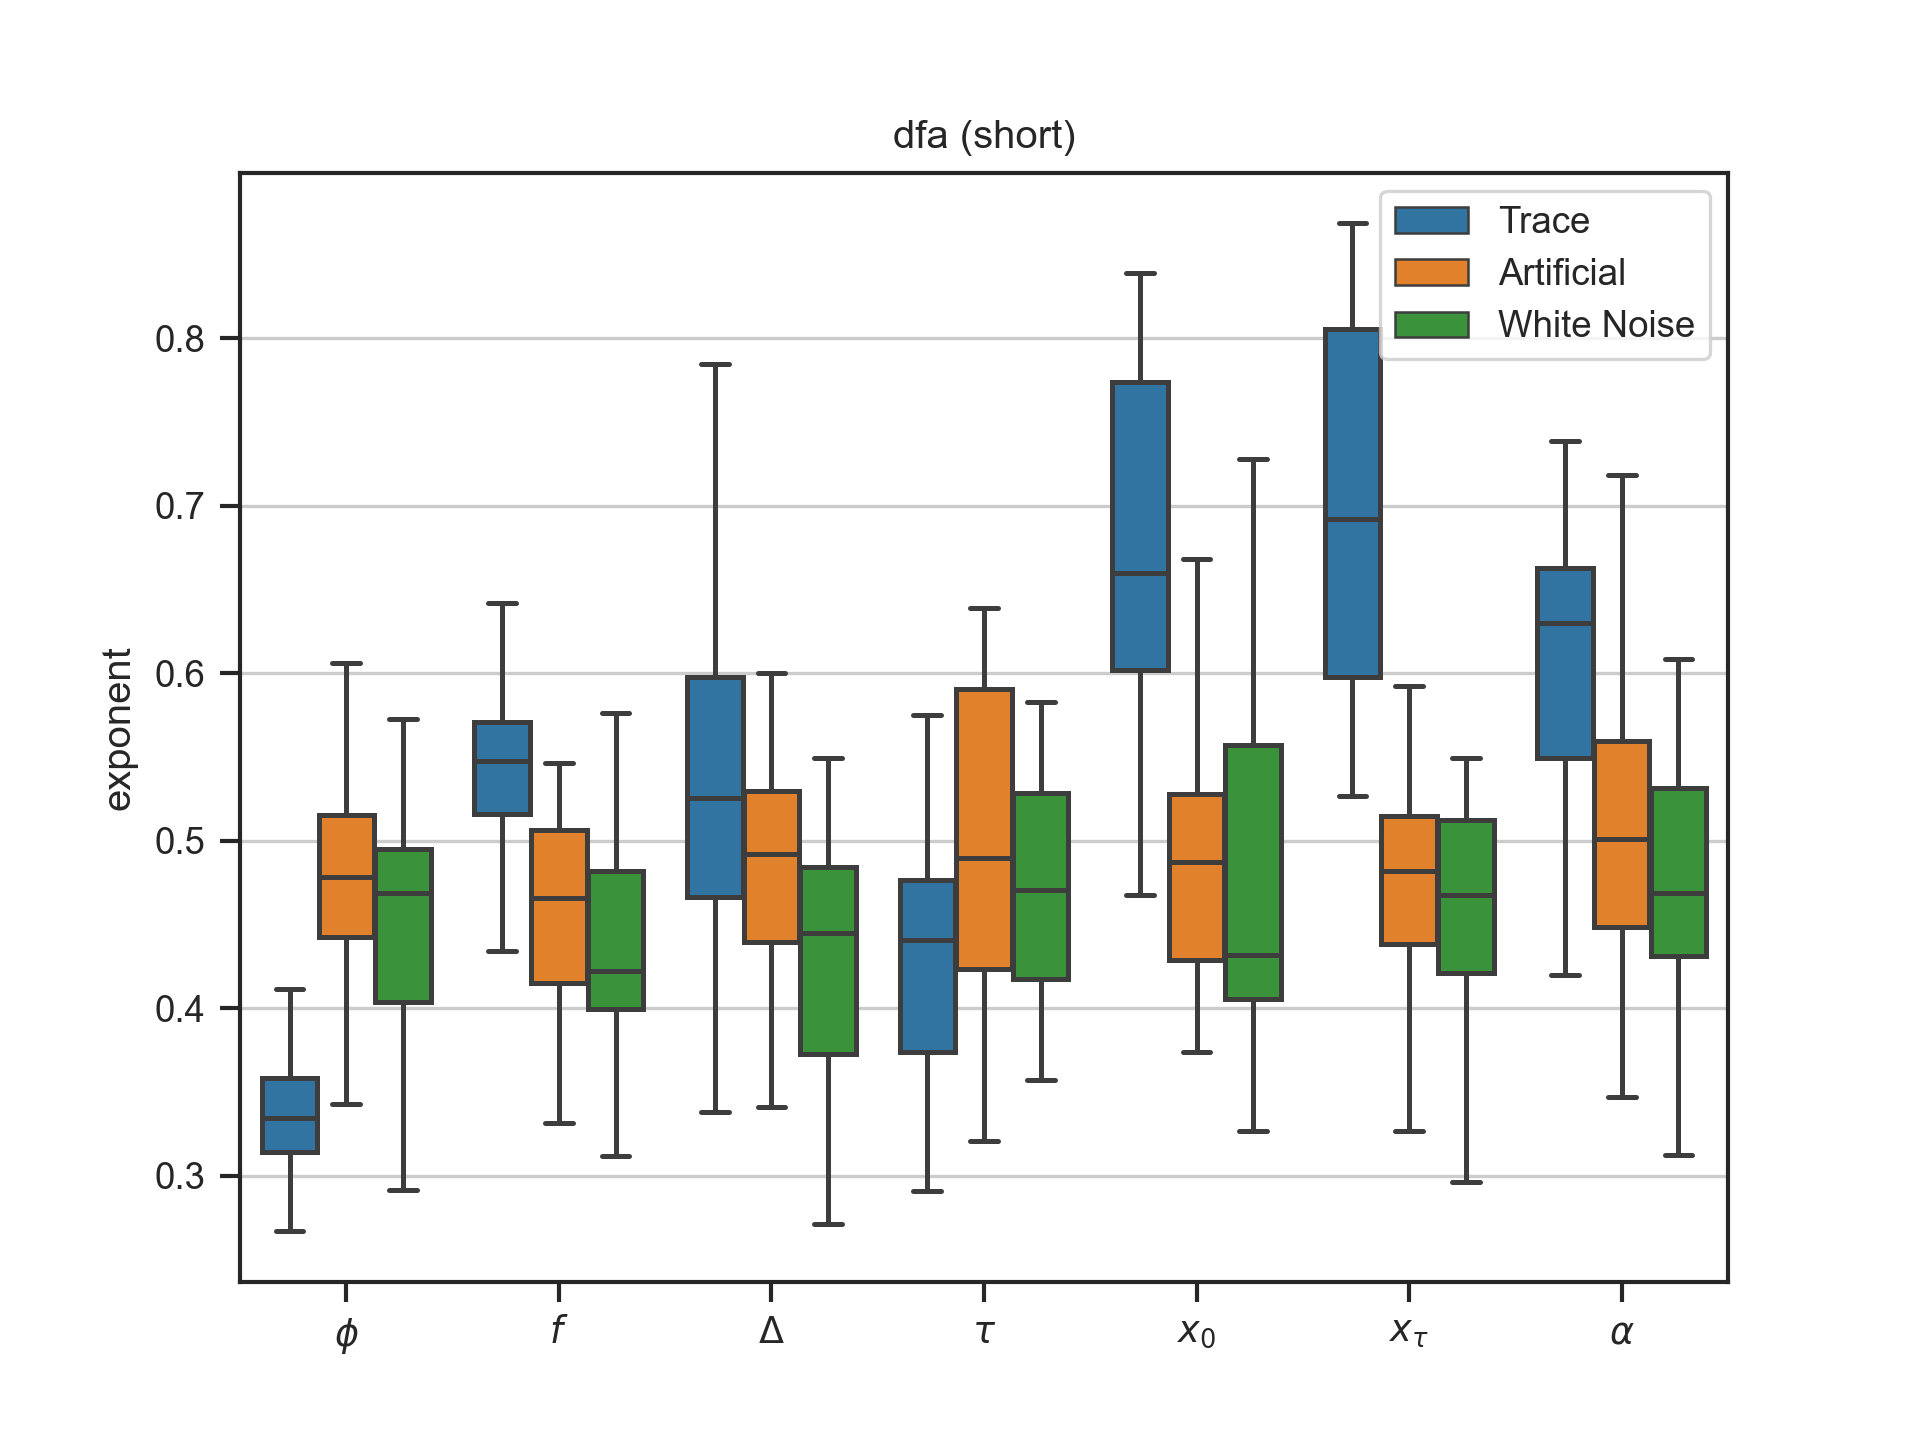 dfa (short)
Trace
Artificial
White Noise
exponent
0.8
0.7
0.6
0.5
0.4
0.3
ϕ f Δ τ x₀ x_τ α